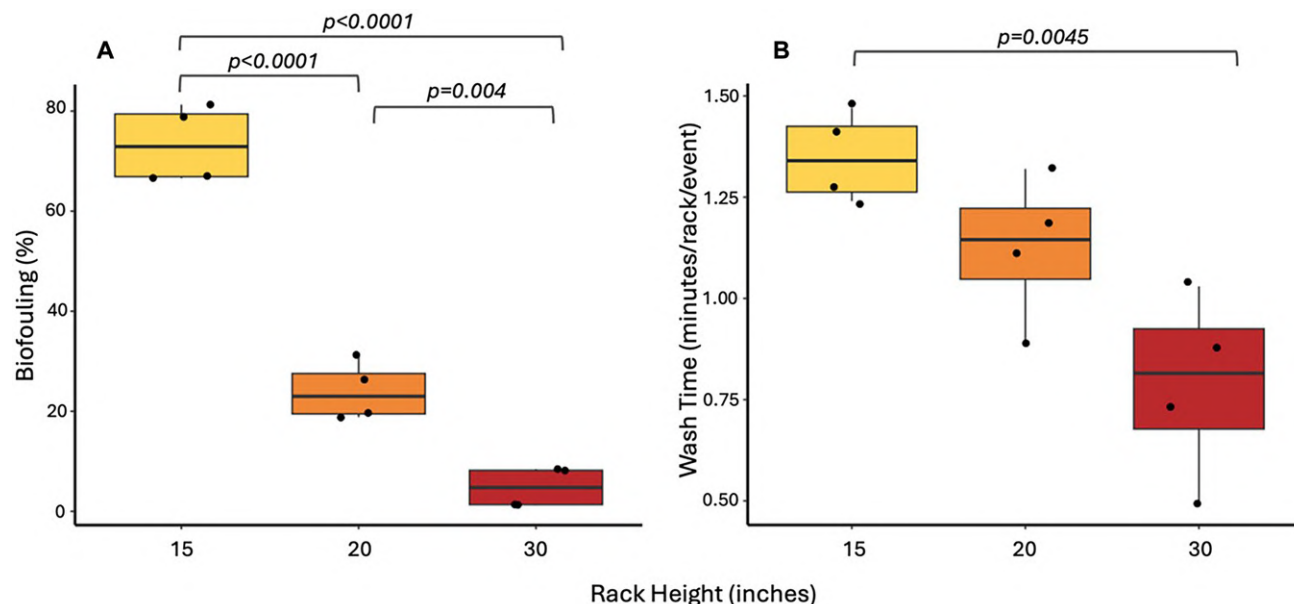 A
p<0.0001
p<0.0001
p=0.004
Biofouling (%)
80
60
40
20
0
15
20
30
B
p=0.0045
Wash Time (minutes/rack/event)
1.50
1.25
1.00
0.75
0.50
15
20
30
Rack Height (inches)